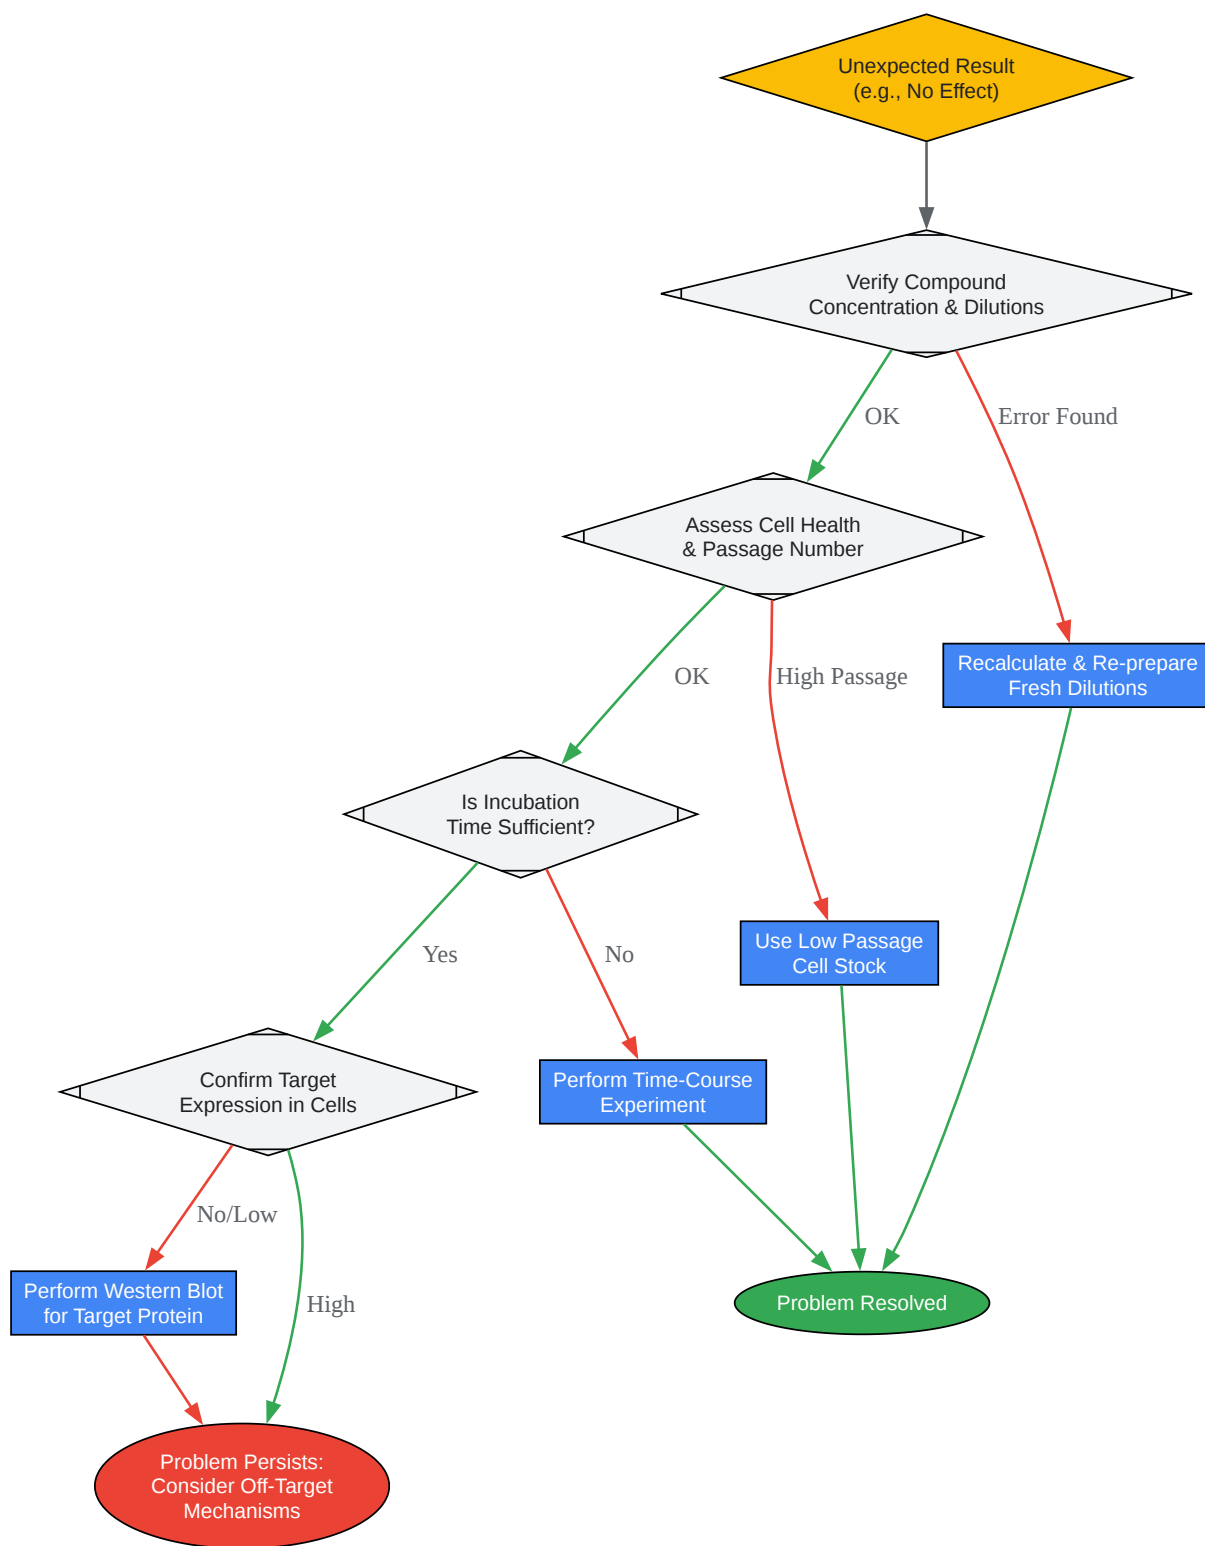 Unexpected Result
(e.g., No Effect)
Verify Compound
Concentration & Dilutions
OK
Error Found
Assess Cell Health
& Passage Number
OK
High Passage
Recalculate & Re-prepare
Fresh Dilutions
Is Incubation
Time Sufficient?
Yes
No
Use Low Passage
Cell Stock
Confirm Target
Expression in Cells
Perform Time-Course
Experiment
No/Low
High
Perform Western Blot
for Target Protein
Problem Resolved
Problem Persists:
Consider Off-Target
Mechanisms